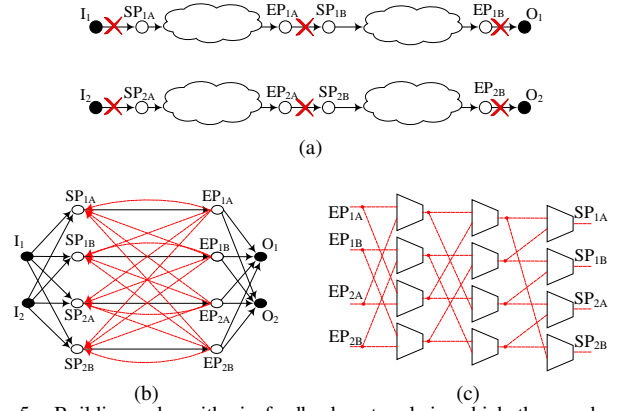 I1 SP1A EP1A SP1B EP1B O1
I2 SP2A EP2A SP2B EP2B O2
(a)
SP1A EP1A
I1 SP1B EP1B O1
I2 SP2A EP2A O2
SP2B EP2B
(b)
EP1A SP1A
EP1B SP1B
EP2A SP2A
EP2B SP2B
(c)